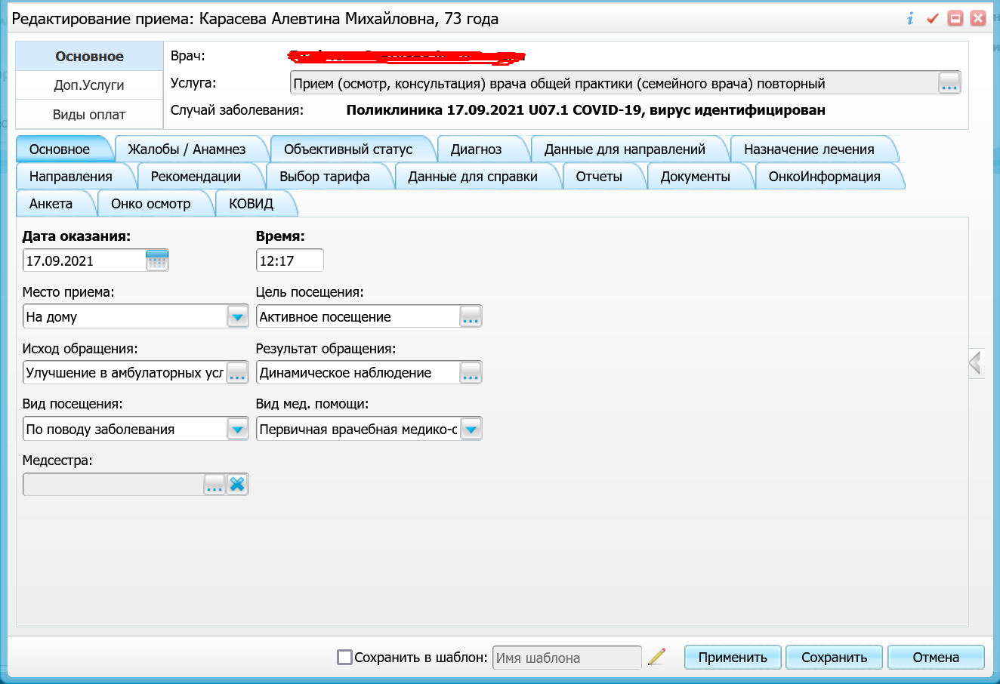 Редактирование приема: Карасева Алевтина Михайловна, 73 года
Основное
Доп.Услуги
Виды оплат
Врач:
Услуга: Прием (осмотр, консультация) врача общей практики (семейного врача) повторный ...
Случай заболевания: Поликлиника 17.09.2021 U07.1 COVID-19, вирус идентифицирован
Основное Жалобы / Анамнез Объективный статус Диагноз Данные для направлений Назначение лечения
Направления Рекомендации Выбор тарифа Данные для справки Отчеты Документы ОнкоИнформация
Анкета Онко осмотр КОВИД
Дата оказания: Время:
17.09.2021 12:17
Место приема: Цель посещения:
На дому Активное посещение ...
Исход обращения: Результат обращения:
Улучшение в амбулаторных усл ... Динамическое наблюдение ...
Вид посещения: Вид мед. помощи:
По поводу заболевания Первичная врачебная медико-с
Медсестра:
...
Сохранить в шаблон: Имя шаблона Применить Сохранить Отмена